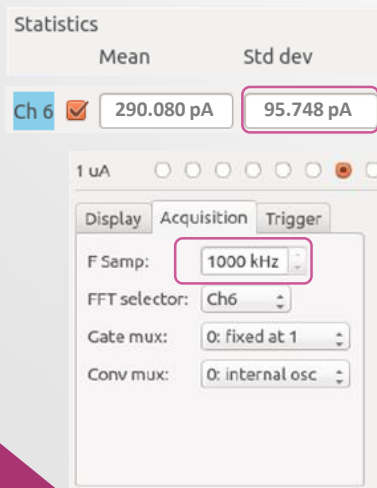 Statistics
Mean Std dev
Ch 6 290.080 pA 95.748 pA
1 uA
Display Acquisition Trigger
F Samp: 1000 kHz
FFT selector: Ch6
Gate mux: 0: fixed at 1
Conv mux: 0: internal osc